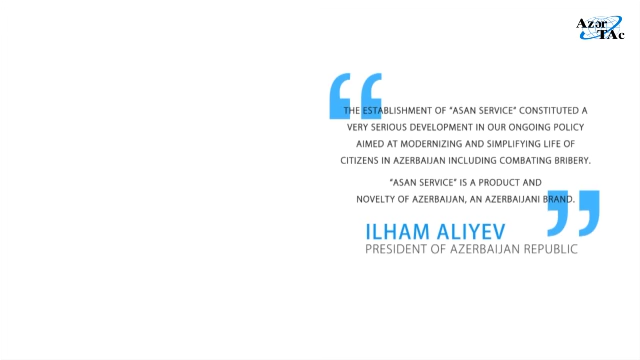 Azər
TAc
THE ESTABLISHMENT OF "ASAN SERVICE" CONSTITUTED A
VERY SERIOUS DEVELOPMENT IN OUR ONGOING POLICY
AIMED AT MODERNIZING AND SIMPLIFYING LIFE OF
CITIZENS IN AZERBAIJAN INCLUDING COMBATING BRIBERY.
"ASAN SERVICE" IS A PRODUCT AND
NOVELTY OF AZERBAIJAN, AN AZERBAIJANI BRAND.
ILHAM ALIYEV
PRESIDENT OF AZERBAIJAN REPUBLIC